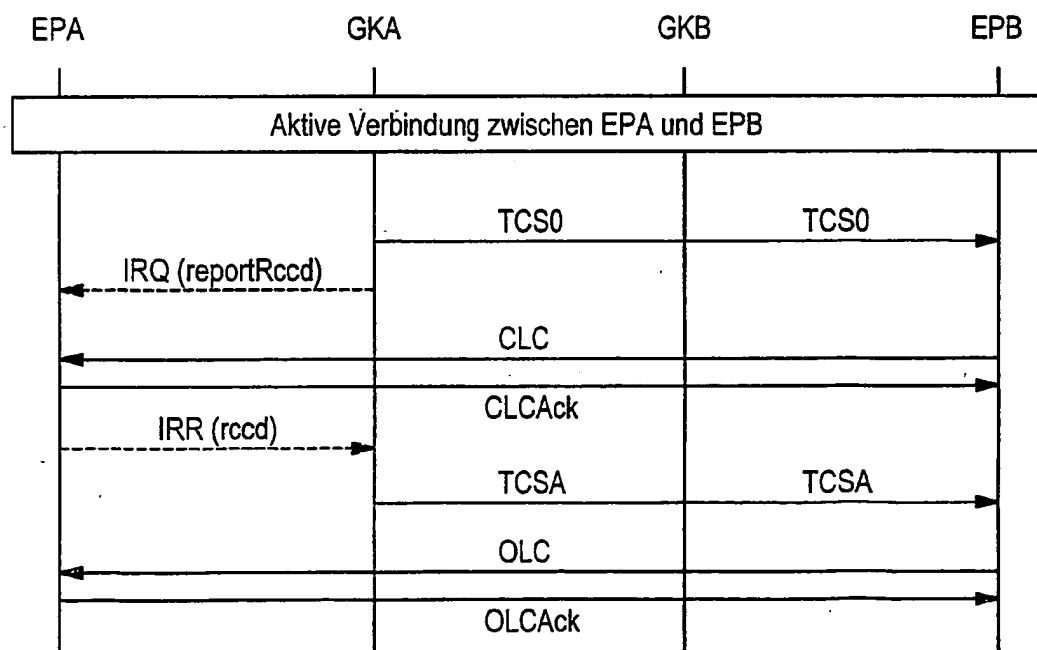 EPA GKA GKB EPB
Aktive Verbindung zwischen EPA und EPB
TCS0 TCS0
IRQ (reportRccd)
CLC
CLCAck
IRR (rccd)
TCSA TCSA
OLC
OLCAck